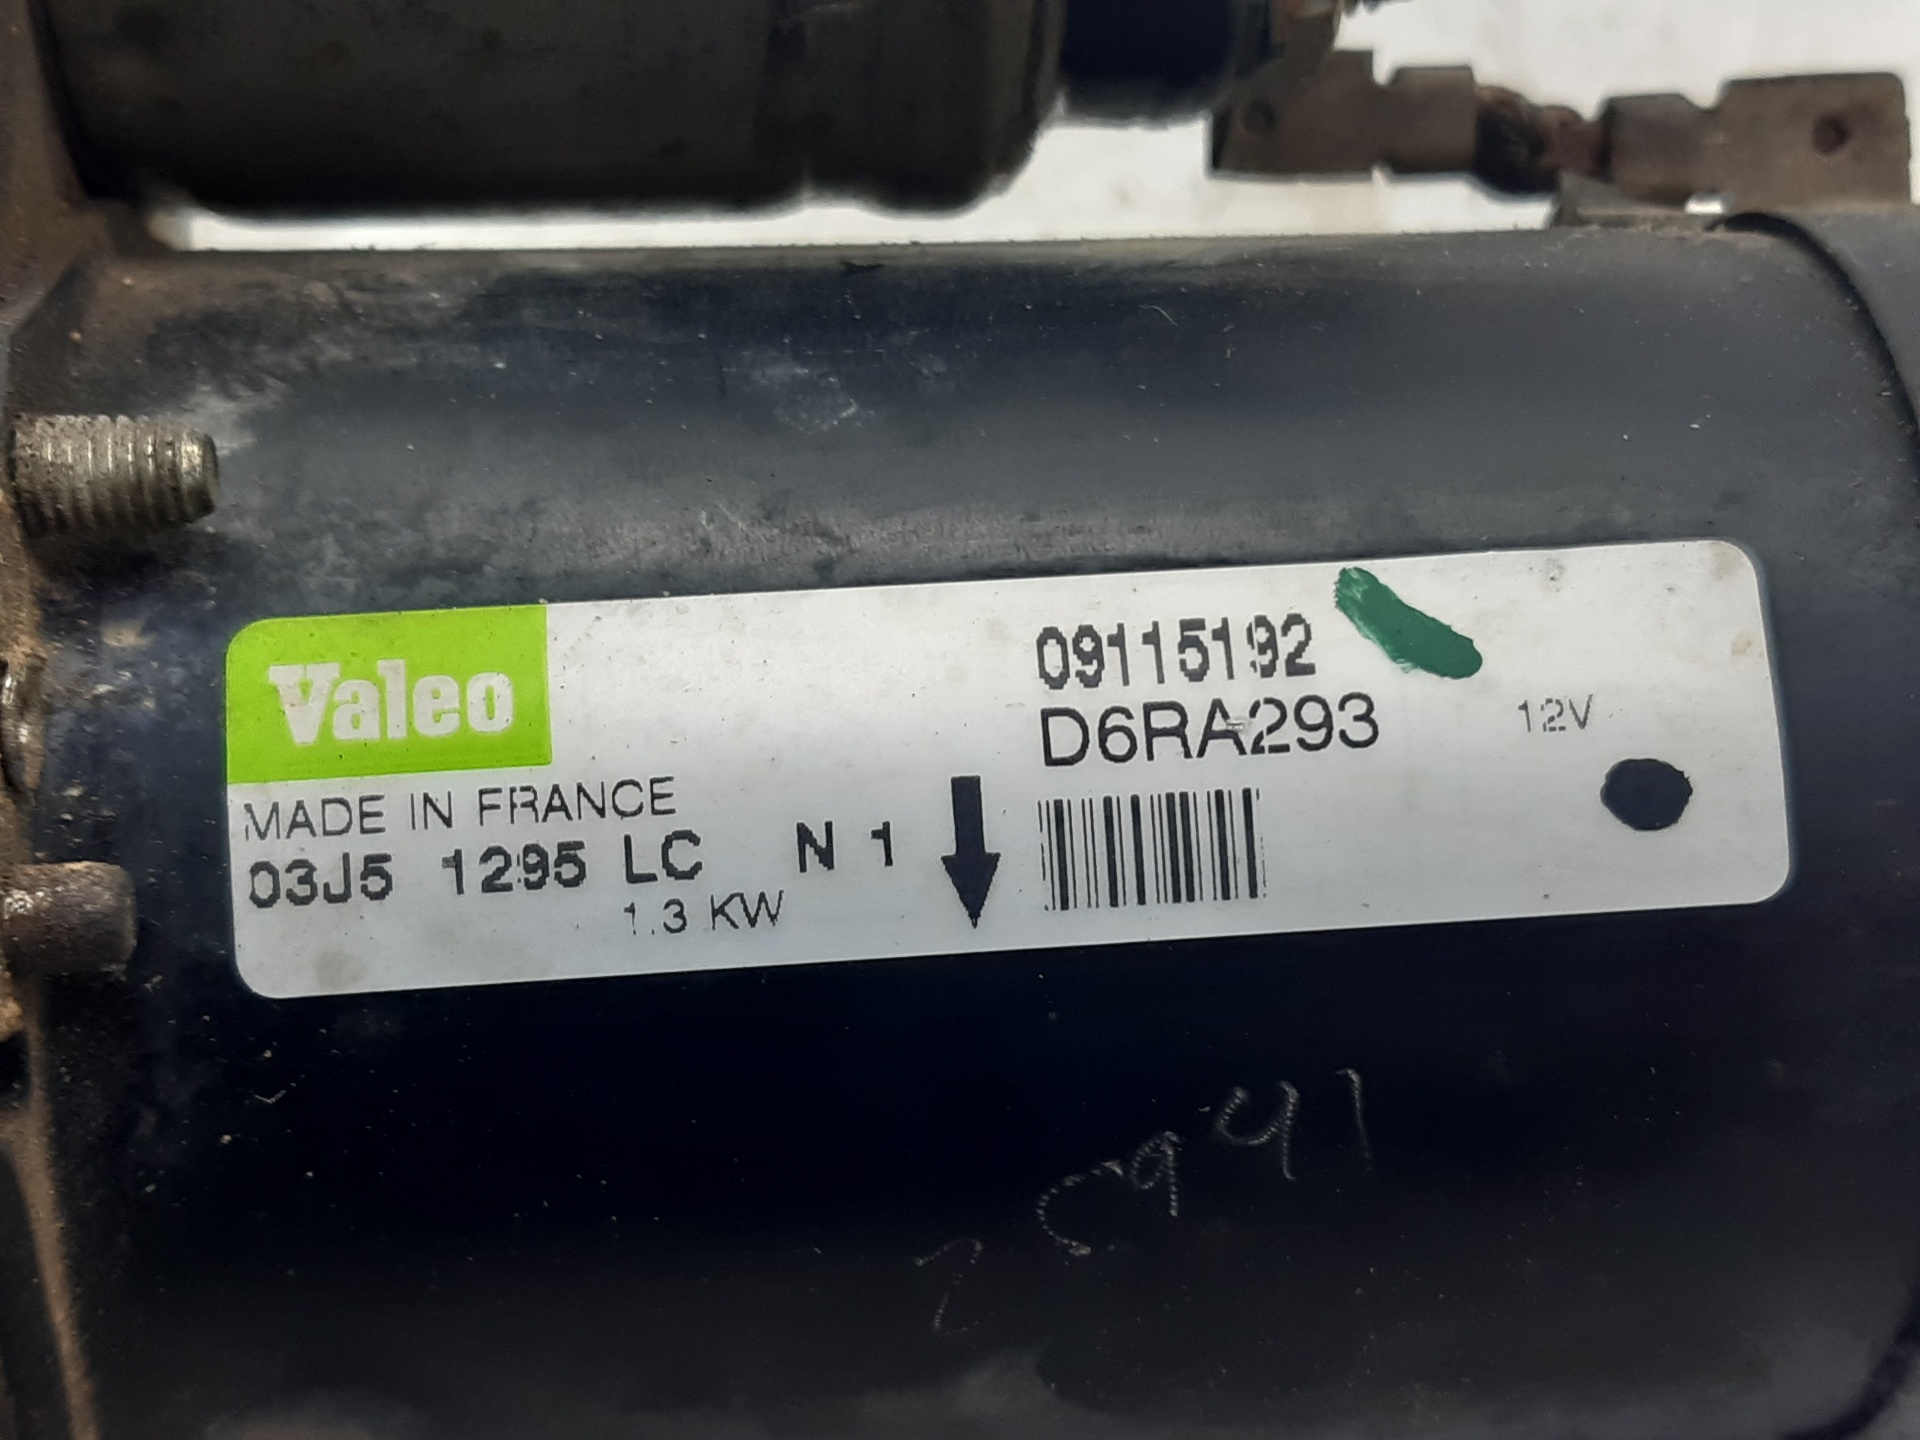 Valeo
MADE IN FRANCE
03J5 1295 LC N 1
1.3 KW
09115192
D6RA293
12V